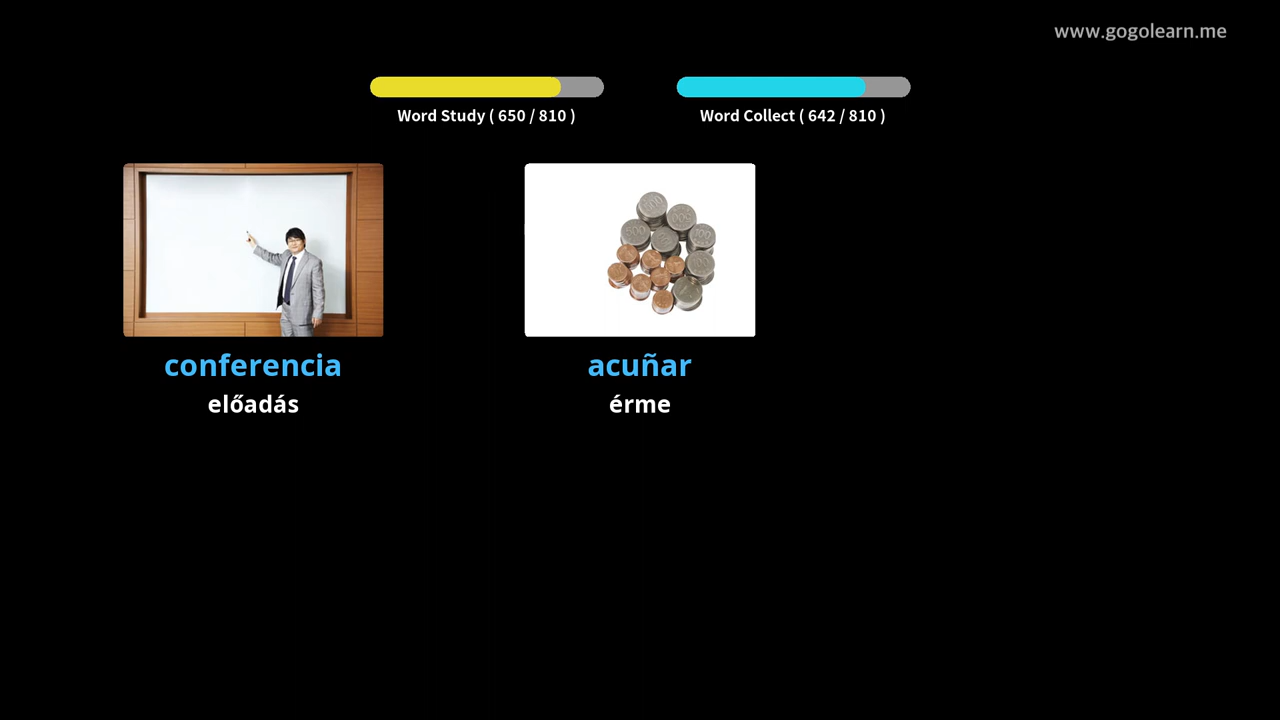 www.gogolearn.me
Word Study ( 650 / 810 )
Word Collect ( 642 / 810 )
conferencia
előadás
acuñar
érme